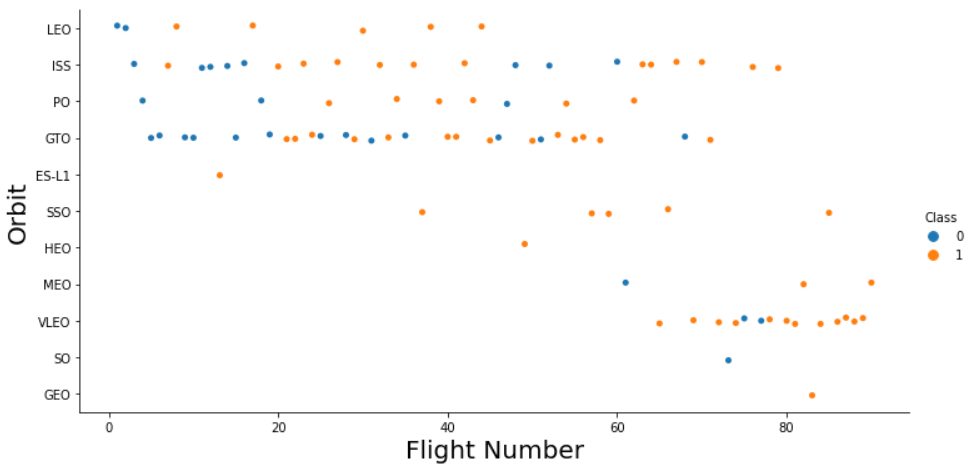 LEO
ISS
PO
GTO
ES-L1
SSO
HEO
MEO
VLEO
SO
GEO
Orbit
0 20 40 60 80
Flight Number
Class
0
1